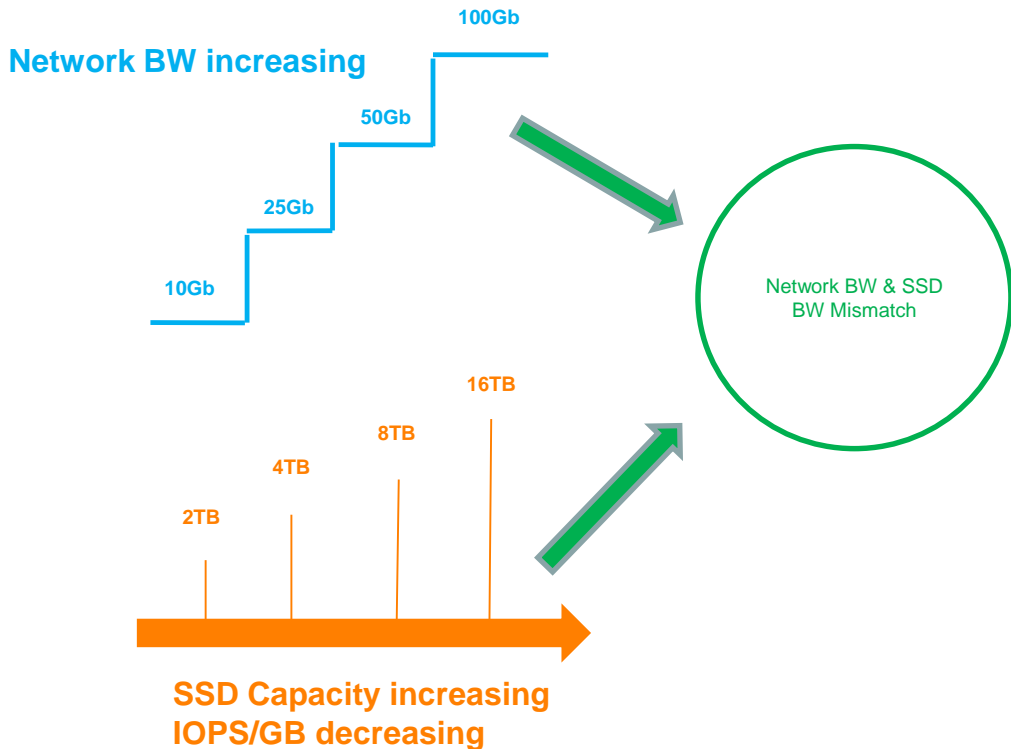 100Gb
Network BW increasing
50Gb
25Gb
10Gb
Network BW & SSD
BW Mismatch
16TB
8TB
4TB
2TB
SSD Capacity increasing
IOPS/GB decreasing